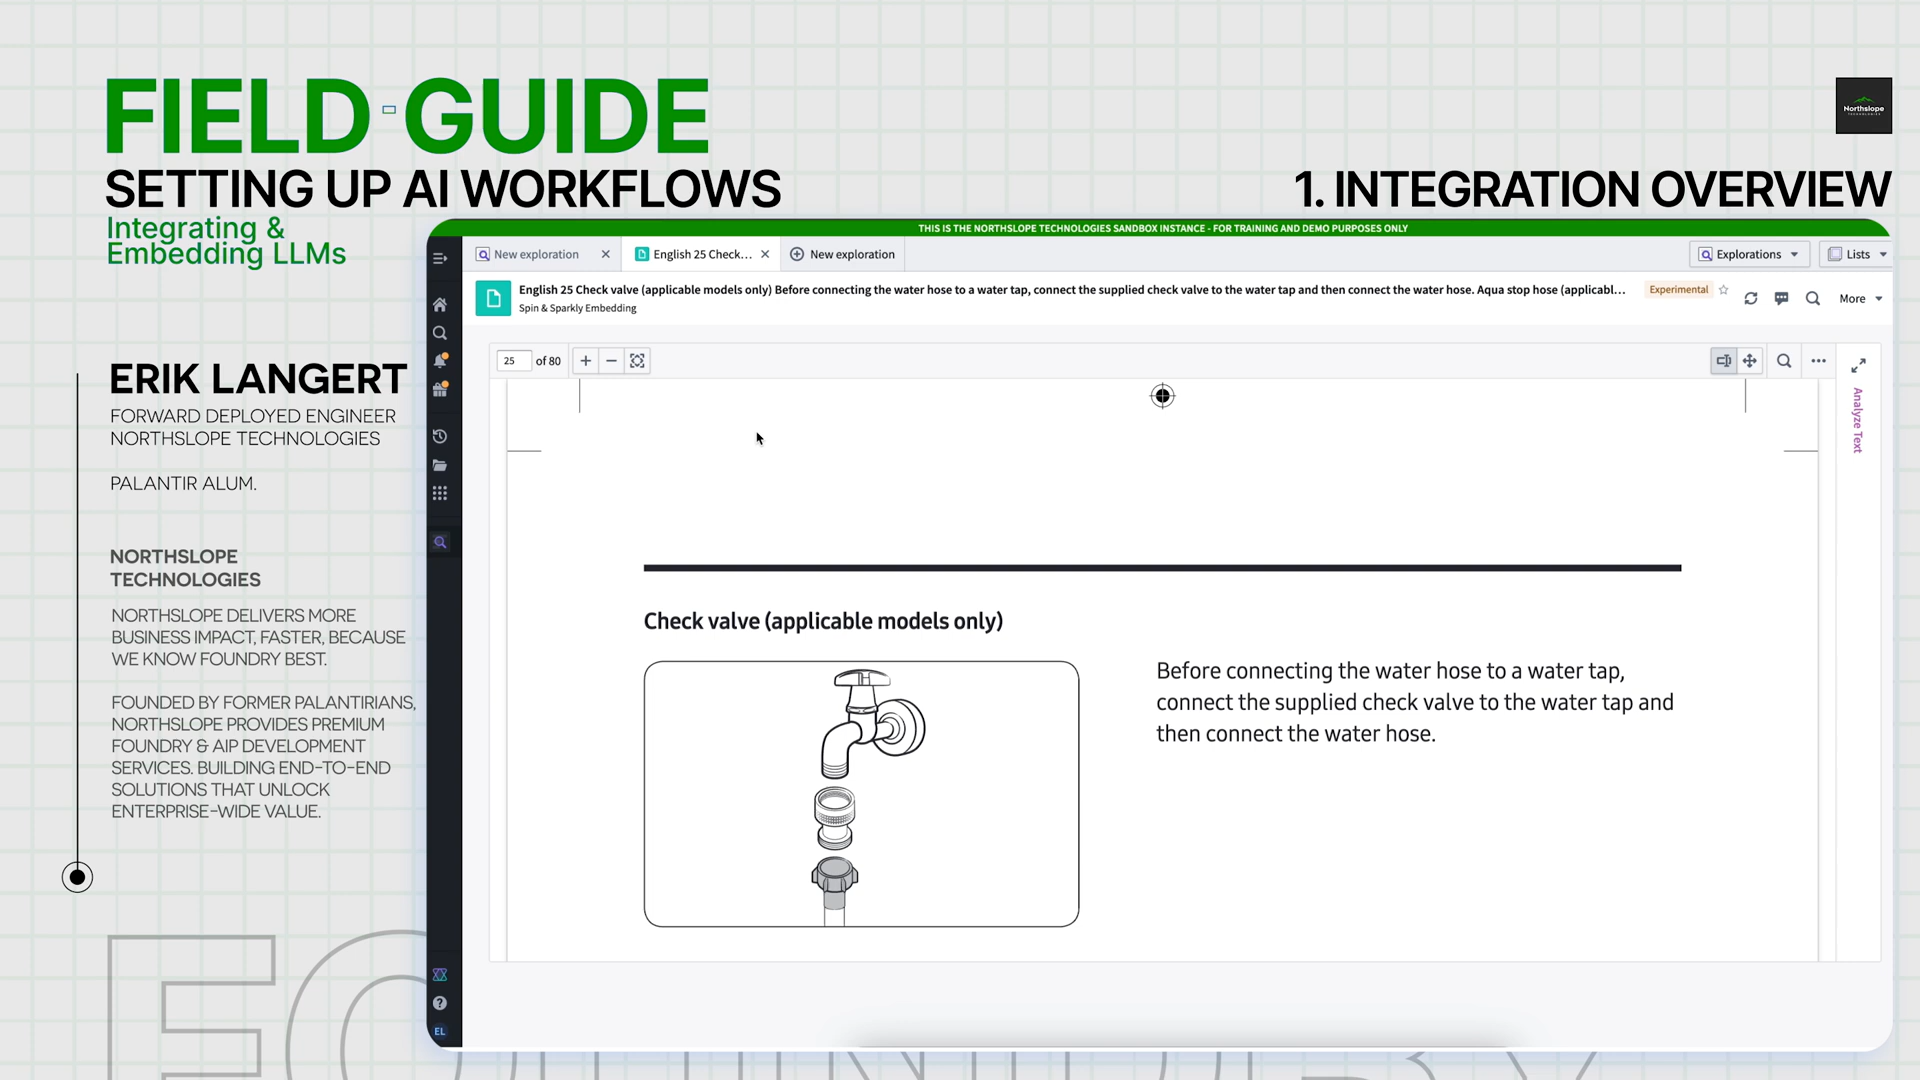 FIELD-GUIDE
SETTING UP AI WORKFLOWS
Integrating &
Embedding LLMs
Northslope
TECHNOLOGIES
1. INTEGRATION OVERVIEW
ERIK LANGERT
FORWARD DEPLOYED ENGINEER
NORTHSLOPE TECHNOLOGIES
PALANTIR ALUM.
NORTHSLOPE
TECHNOLOGIES
NORTHSLOPE DELIVERS MORE
BUSINESS IMPACT, FASTER, BECAUSE
WE KNOW FOUNDRY BEST.
FOUNDED BY FORMER PALANTIRIANS,
NORTHSLOPE PROVIDES PREMIUM
FOUNDRY & AIP DEVELOPMENT
SERVICES. BUILDING END-TO-END
SOLUTIONS THAT UNLOCK
ENTERPRISE-WIDE VALUE.
THIS IS THE NORTHSLOPE TECHNOLOGIES SANDBOX INSTANCE - FOR TRAINING AND DEMO PURPOSES ONLY
New exploration
English 25 Check...
New exploration
Explorations
Lists
English 25 Check valve (applicable models only) Before connecting the water hose to a water tap, connect the supplied check valve to the water tap and then connect the water hose. Aqua stop hose (applicabl...
Spin & Sparkly Embedding
Experimental
More
25 of 80
Analyze Text
Check valve (applicable models only)
Before connecting the water hose to a water tap,
connect the supplied check valve to the water tap and
then connect the water hose.
EL